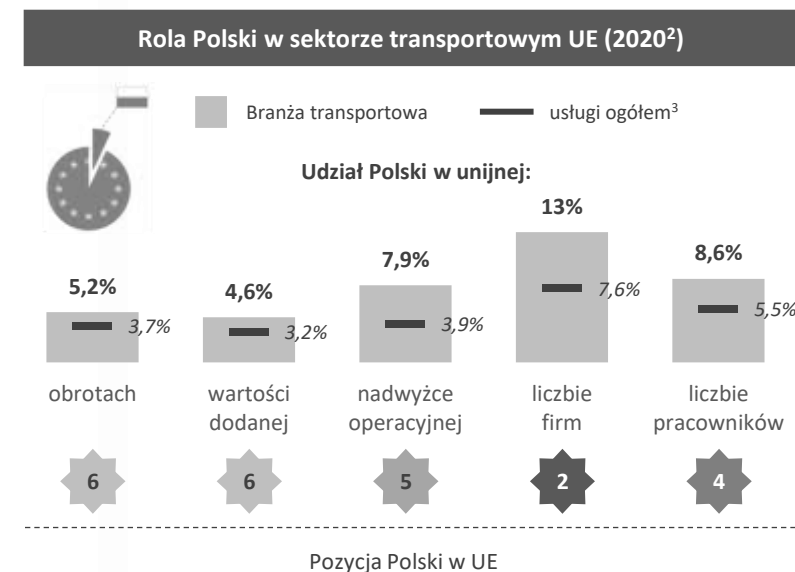 Rola Polski w sektorze transportowym UE (2020²)
Branża transportowa
usługi ogółem³
Udział Polski w unijnej:
5,2%
4,6%
7,9%
13%
8,6%
3,7%
3,2%
3,9%
7,6%
5,5%
obrotach
wartości
dodanej
nadwyżce
operacyjnej
liczbie
firm
liczbie
pracowników
6
6
5
2
4
Pozycja Polski w UE